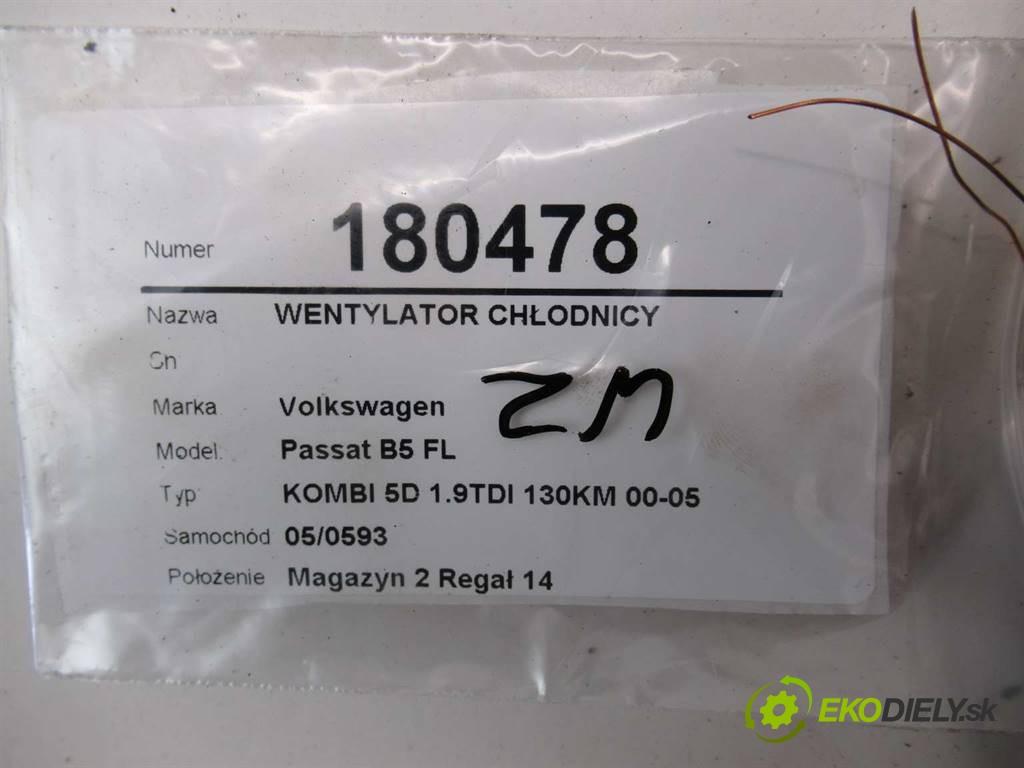 Numer 180478
Nazwa WENTYLATOR CHŁODNICY
Sn
ZM
Marka Volkswagen
Model: Passat B5 FL
Typ KOMBI 5D 1.9TDI 130KM 00-05
Samochód 05/0593
Położenie Magazyn 2 Regał 14
EKODIELY.sk